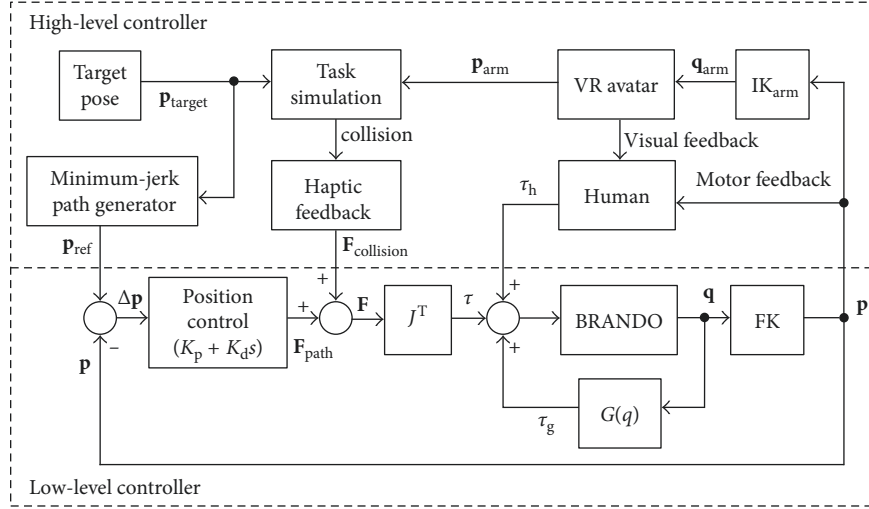 High-level controller
Target
pose
p_target
Task
simulation
p_arm
VR avatar
q_arm
IK_arm
collision
Visual feedback
Minimum-jerk
path generator
Haptic
feedback
τ_h
Human
Motor feedback
p_ref
F_collision
+
Δp
Position
control
(K_p + K_d s)
+
F_path
F
J^T
τ
+
+
BRANDO
q
FK
p
p
−
τ_g
G(q)
Low-level controller